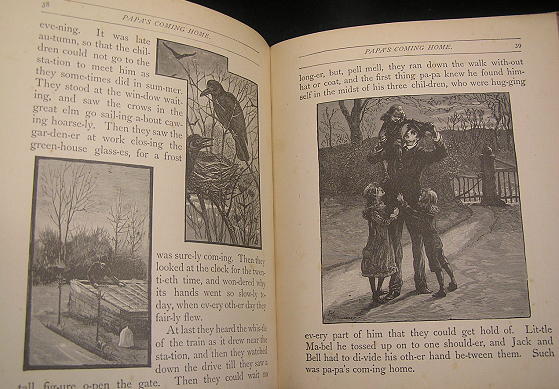 38
PAPA'S COMING HOME.
eve-ning. It was late
au-tumn, so that the chil-
dren could not go to the
sta-tion to meet him as
they some-times did in sum-mer.
They stood at the win-dow wait-
ing, and saw the crows in the
great elm go sail-ing a-bout caw-
ing hoarse-ly. Then they saw the
gar-den-er at work clos-ing the
green-house glass-es, for a frost
was sure-ly com-ing. Then they
looked at the clock for the twen-
ti-eth time, and won-dered why
its hands went so slow-ly to-
day, when ev-ery oth-er day they
fair-ly flew.
At last they heard the whis-tle
of the train as it drew near the
sta-tion, and then they watched
down the drive till they saw a
tall fig-ure o-pen the gate. Then they could wait no
PAPA'S COMING HOME.
39
long-er, but, pell mell, they ran down the walk with-out
hat or coat, and the first thing pa-pa knew he found him-
self in the midst of his three chil-dren, who were hug-ging
ev-ery part of him that they could get hold of. Lit-tle
Ma-bel he tossed up on to one should-er, and Jack and
Bell had to di-vide his oth-er hand be-tween them. Such
was pa-pa's com-ing home.